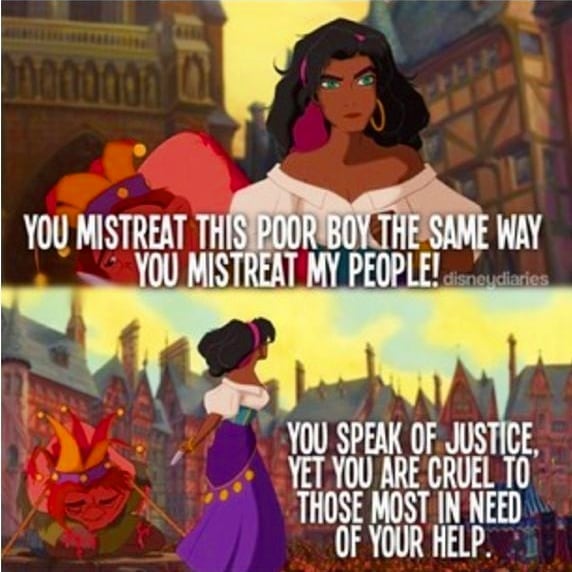 YOU MISTREAT THIS POOR BOY THE SAME WAY
YOU MISTREAT MY PEOPLE!
disneydiaries
YOU SPEAK OF JUSTICE,
YET YOU ARE CRUEL TO
THOSE MOST IN NEED
OF YOUR HELP.